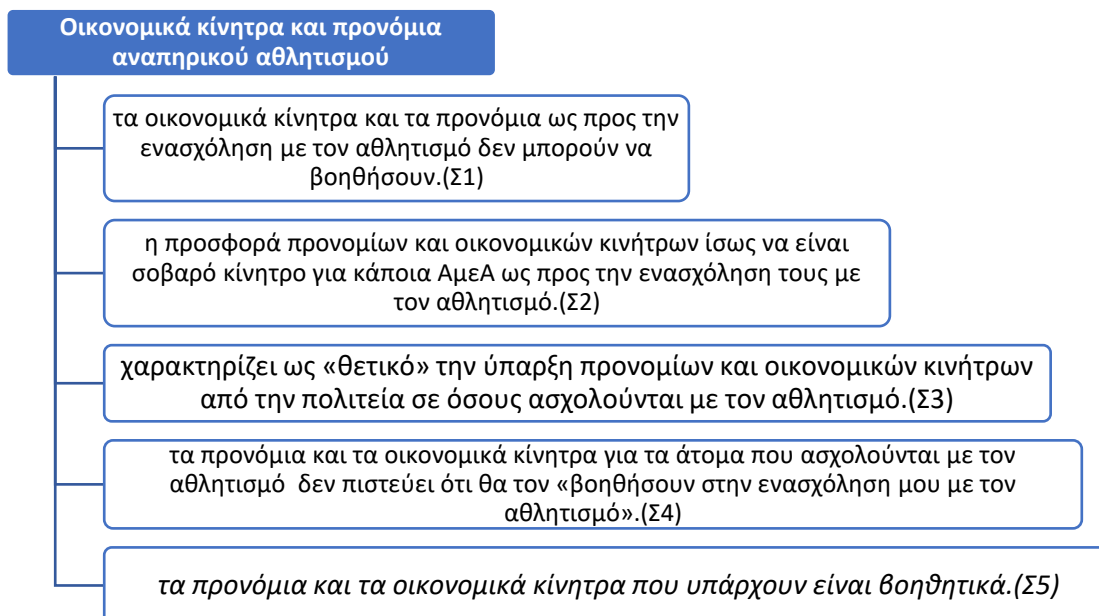 Οικονομικά κίνητρα και προνόμια
αναπηρικού αθλητισμού
τα οικονομικά κίνητρα και τα προνόμια ως προς την
ενασχόληση με τον αθλητισμό δεν μπορούν να
βοηθήσουν.(Σ1)
η προσφορά προνομίων και οικονομικών κινήτρων ίσως να είναι
σοβαρό κίνητρο για κάποια ΑμεΑ ως προς την ενασχόληση τους με
τον αθλητισμό.(Σ2)
χαρακτηρίζει ως «θετικό» την ύπαρξη προνομίων και οικονομικών κινήτρων
από την πολιτεία σε όσους ασχολούνται με τον αθλητισμό.(Σ3)
τα προνόμια και τα οικονομικά κίνητρα για τα άτομα που ασχολούνται με τον
αθλητισμό δεν πιστεύει ότι θα τον «βοηθήσουν στην ενασχόληση μου με τον
αθλητισμό».(Σ4)
τα προνόμια και τα οικονομικά κίνητρα που υπάρχουν είναι βοηθητικά.(Σ5)